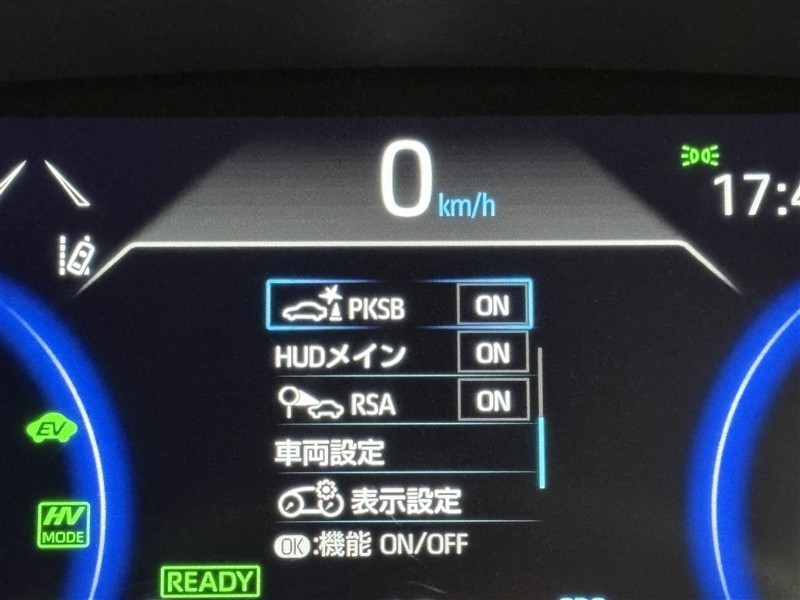 0 km/h
17:4
PKSB ON
HUDメイン ON
RSA ON
車両設定
EV
表示設定
HV
MODE
OK:機能 ON/OFF
READY